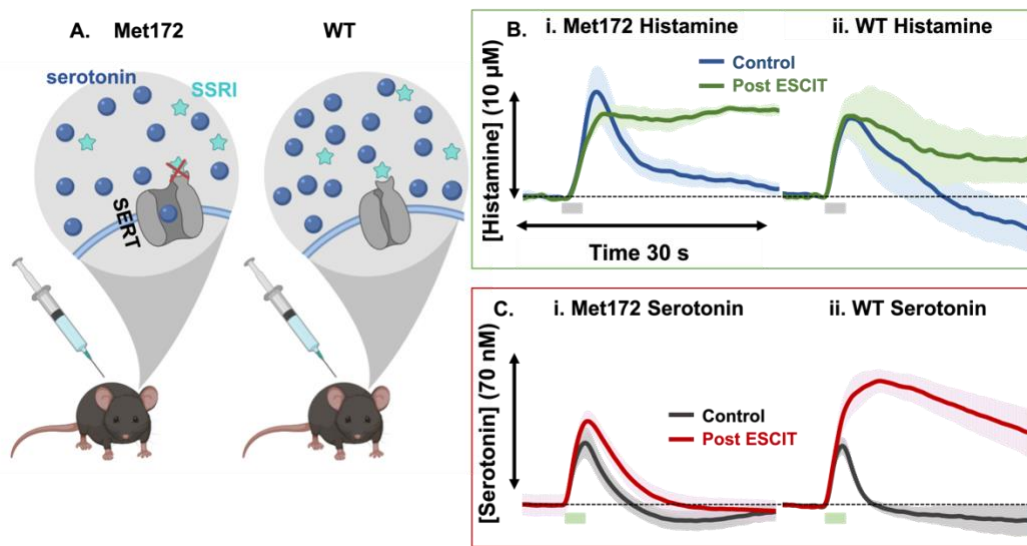 A. Met172 WT
serotonin
SSRI
SERT
B. i. Met172 Histamine ii. WT Histamine
Control
Post ESCIT
[Histamine] (10 µM)
Time 30 s
C. i. Met172 Serotonin ii. WT Serotonin
Control
Post ESCIT
[Serotonin] (70 nM)